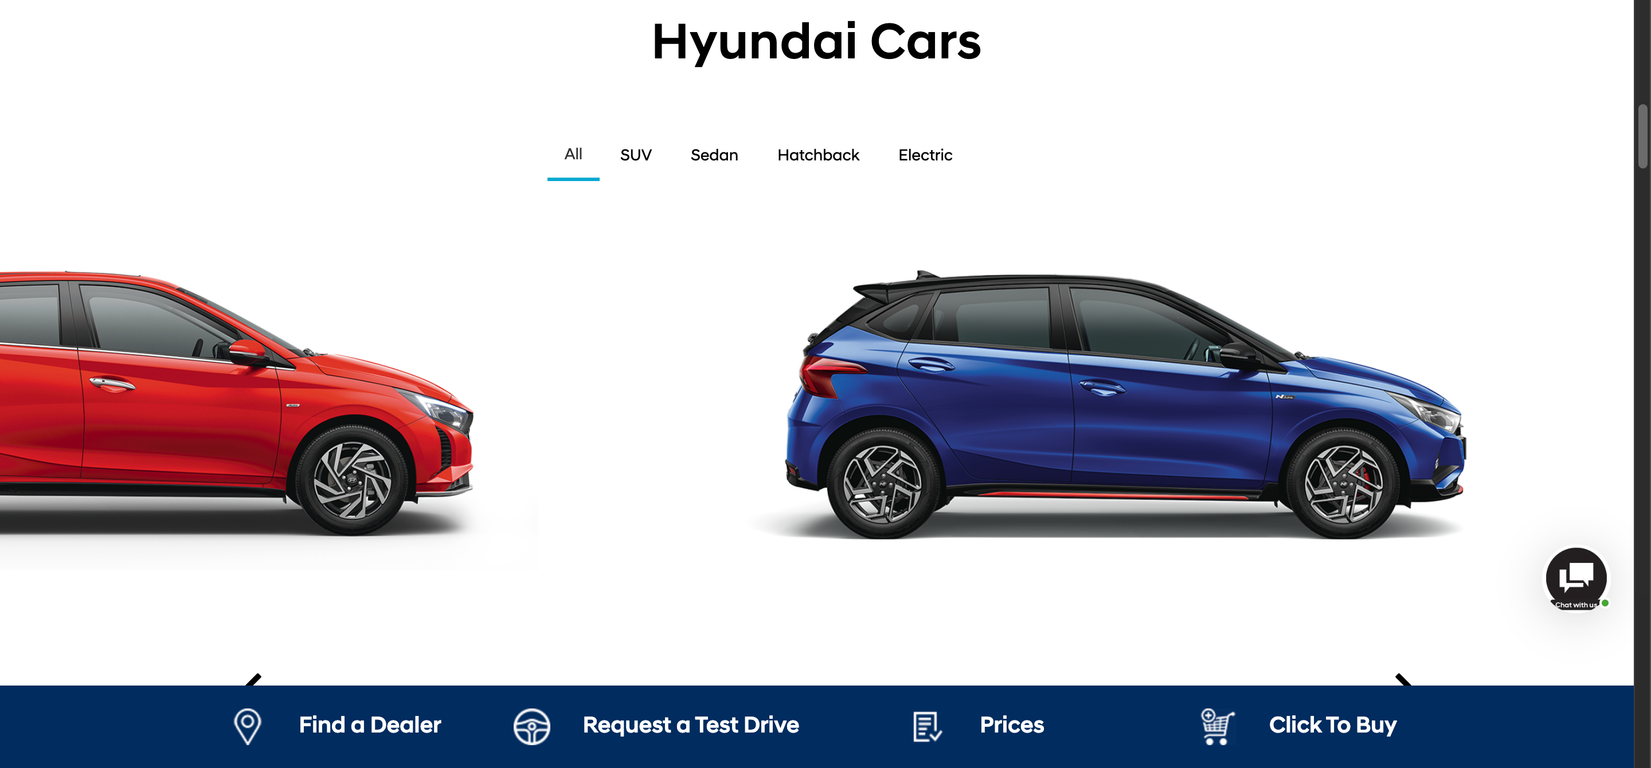 Hyundai Cars
All
SUV
Sedan
Hatchback
Electric
Chat with us
Find a Dealer
Request a Test Drive
Prices
Click To Buy